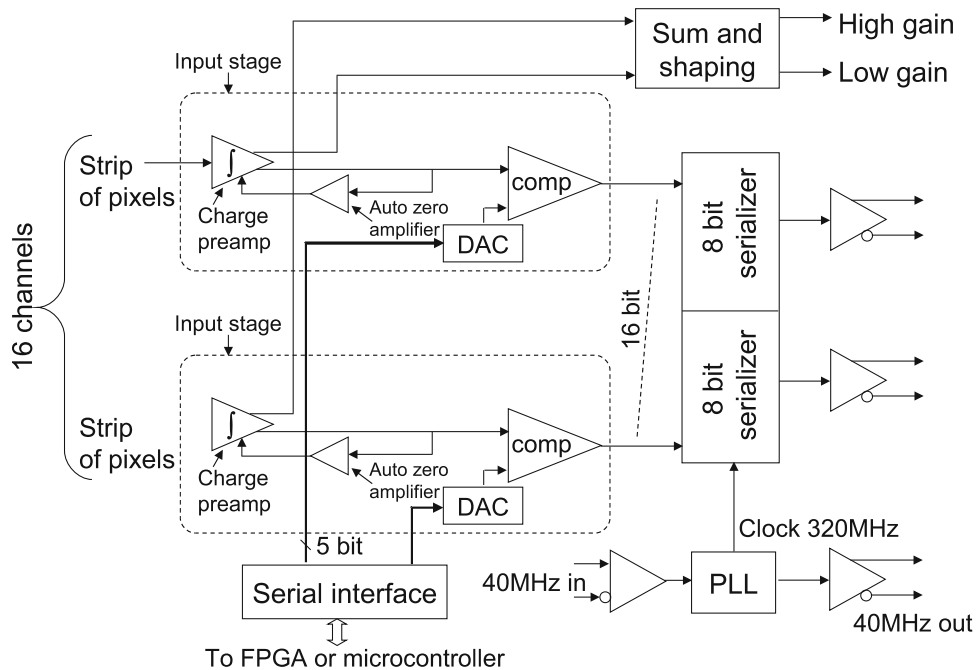 High gain
Low gain
Sum and
shaping
Input stage
Strip
of pixels
∫
Charge
preamp
Auto zero
amplifier
comp
DAC
8 bit
serializer
16 channels
16 bit
Input stage
Strip
of pixels
∫
Charge
preamp
Auto zero
amplifier
comp
DAC
8 bit
serializer
5 bit
Clock 320MHz
Serial interface
40MHz in
PLL
40MHz out
To FPGA or microcontroller